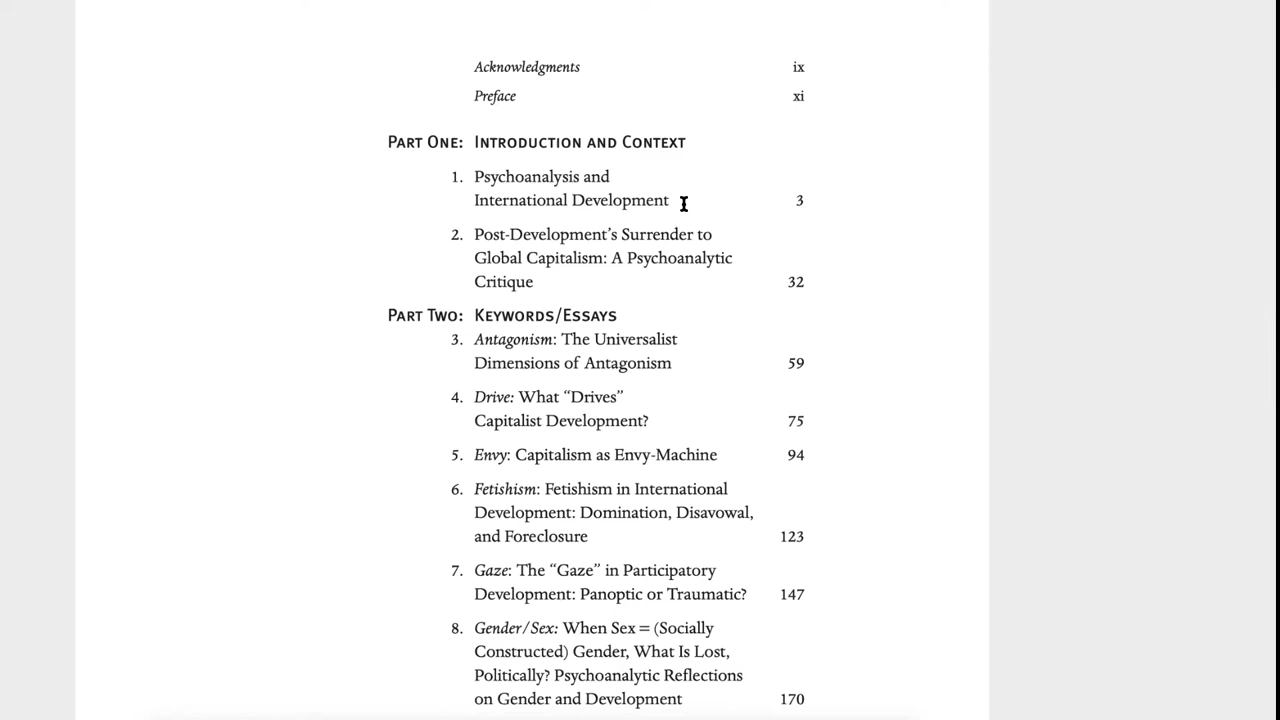 Acknowledgments ix
Preface xi
Part One: Introduction and Context
1. Psychoanalysis and
International Development 3
2. Post-Development’s Surrender to
Global Capitalism: A Psychoanalytic
Critique 32
Part Two: Keywords/Essays
3. Antagonism: The Universalist
Dimensions of Antagonism 59
4. Drive: What “Drives”
Capitalist Development? 75
5. Envy: Capitalism as Envy-Machine 94
6. Fetishism: Fetishism in International
Development: Domination, Disavowal,
and Foreclosure 123
7. Gaze: The “Gaze” in Participatory
Development: Panoptic or Traumatic? 147
8. Gender/Sex: When Sex = (Socially
Constructed) Gender, What Is Lost,
Politically? Psychoanalytic Reflections
on Gender and Development 170